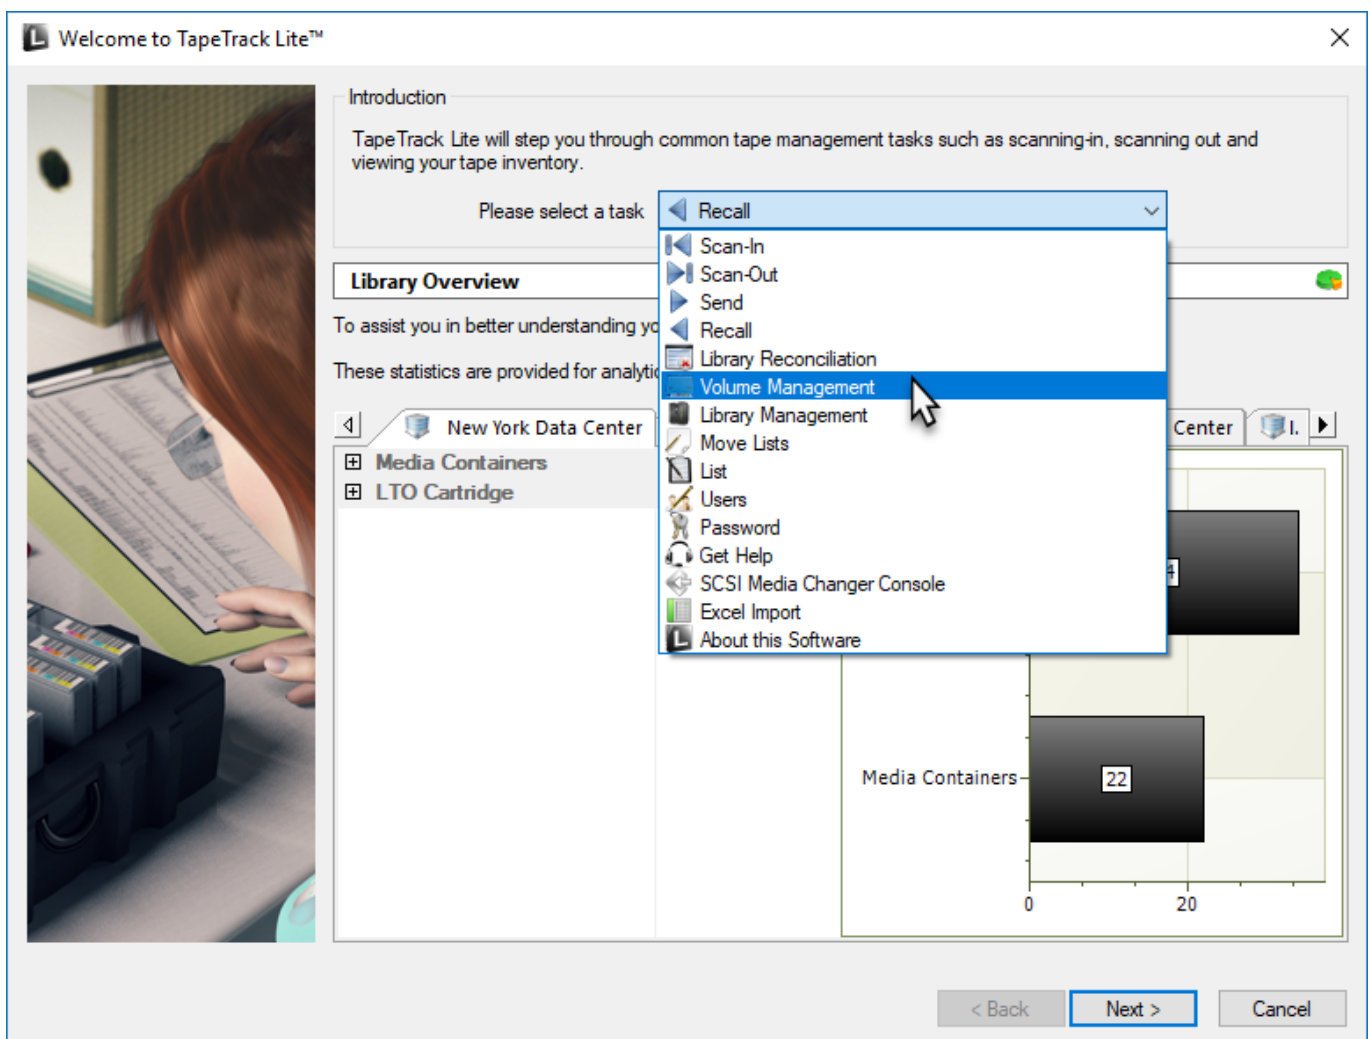 Welcome to TapeTrack Lite™
Introduction
TapeTrack Lite will step you through common tape management tasks such as scanning-in, scanning out and
viewing your tape inventory.
Please select a task
Recall
Scan-In
Scan-Out
Send
Recall
Library Reconciliation
Volume Management
Library Management
Move Lists
List
Users
Password
Get Help
SCSI Media Changer Console
Excel Import
About this Software
Library Overview
To assist you in better understanding
These statistics are provided for
New York Data Center
Center
I.
Media Containers
LTO Cartridge
4
Media Containers
22
0
20
< Back
Next >
Cancel